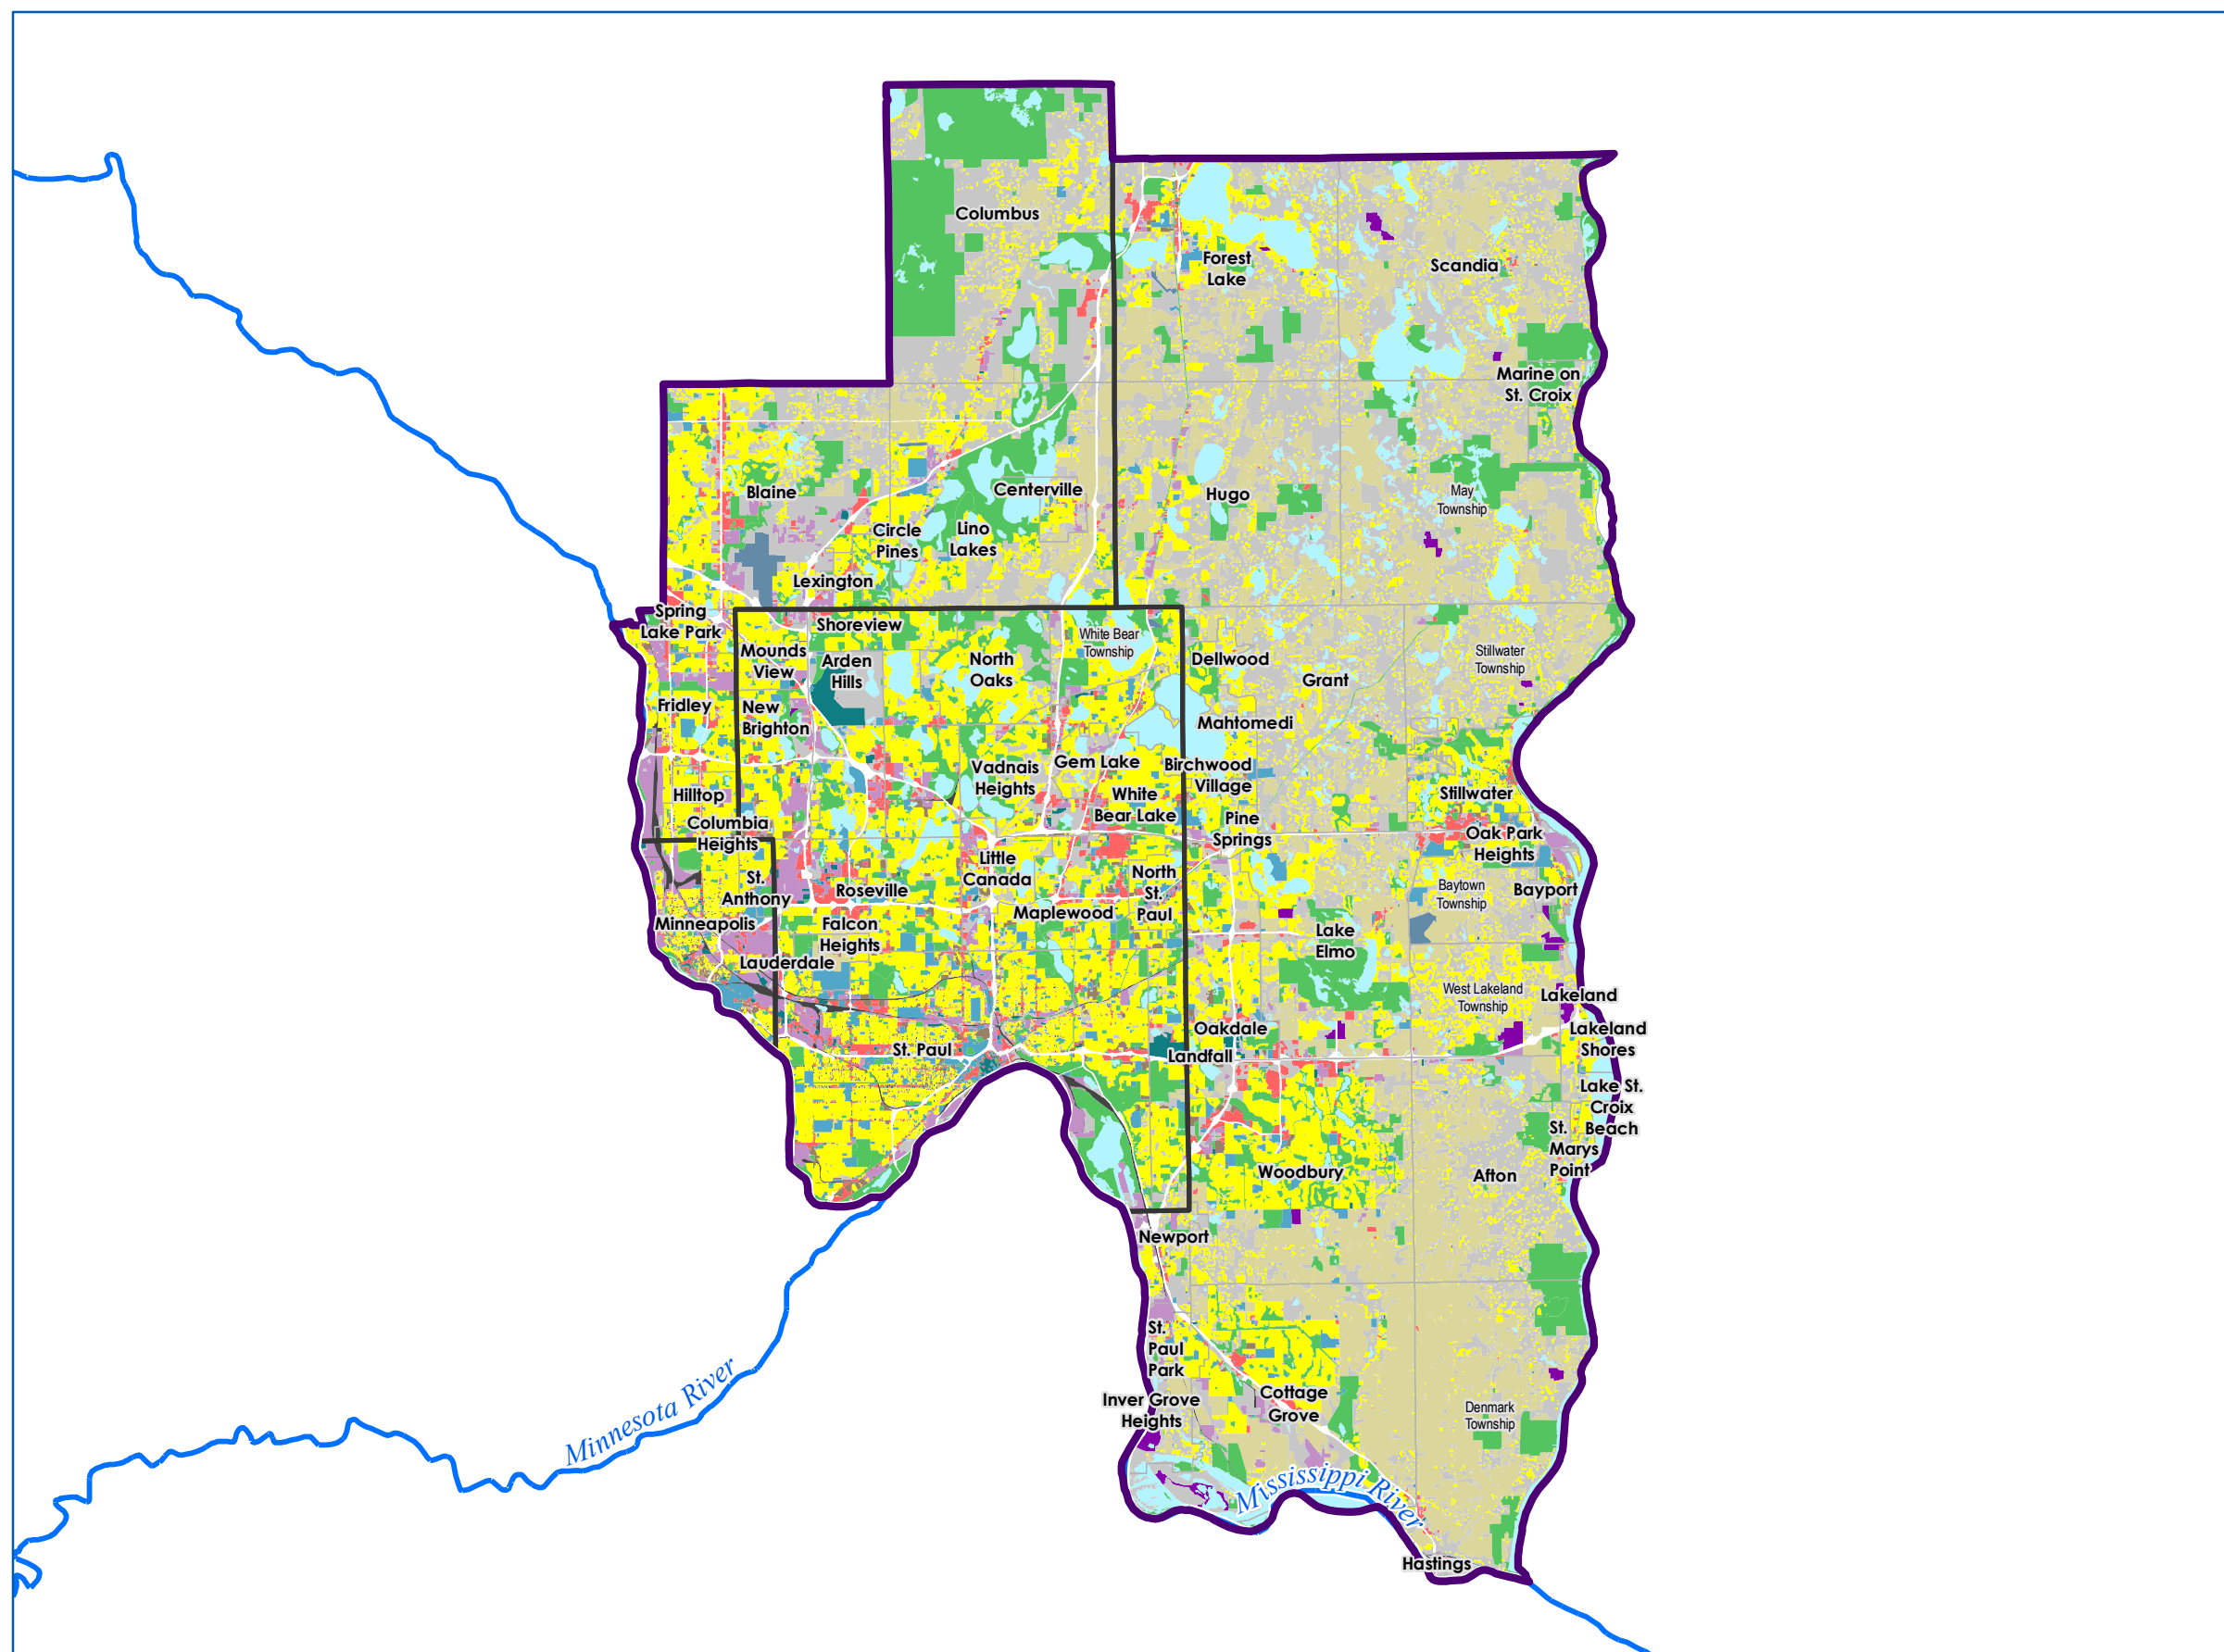 Columbus
Forest
Lake
Scandia
Marine on
St. Croix
Blaine
Centerville
Hugo
May
Township
Circle
Pines
Lino
Lakes
Lexington
Spring
Lake Park
Shoreview
White Bear
Township
Mounds
View
Arden
Hills
North
Oaks
Dellwood
Grant
Stillwater
Township
Fridley
New
Brighton
Mahtomedi
Vadnais
Heights
Gem Lake
Birchwood
Village
Hilltop
White
Bear Lake
Stillwater
Columbia
Heights
Pine
Springs
Oak Park
Heights
St.
Anthony
Roseville
Little
Canada
North
St.
Paul
Baytown
Township
Bayport
Minneapolis
Falcon
Heights
Maplewood
Lake
Elmo
Lauderdale
West Lakeland
Township
Lakeland
St. Paul
Oakdale
Landfall
Lakeland
Shores
Lake St.
Croix
Beach
St.
Marys
Point
Woodbury
Afton
Newport
St.
Paul
Park
Inver Grove
Heights
Cottage
Grove
Denmark
Township
Minnesota River
Mississippi River
Hastings